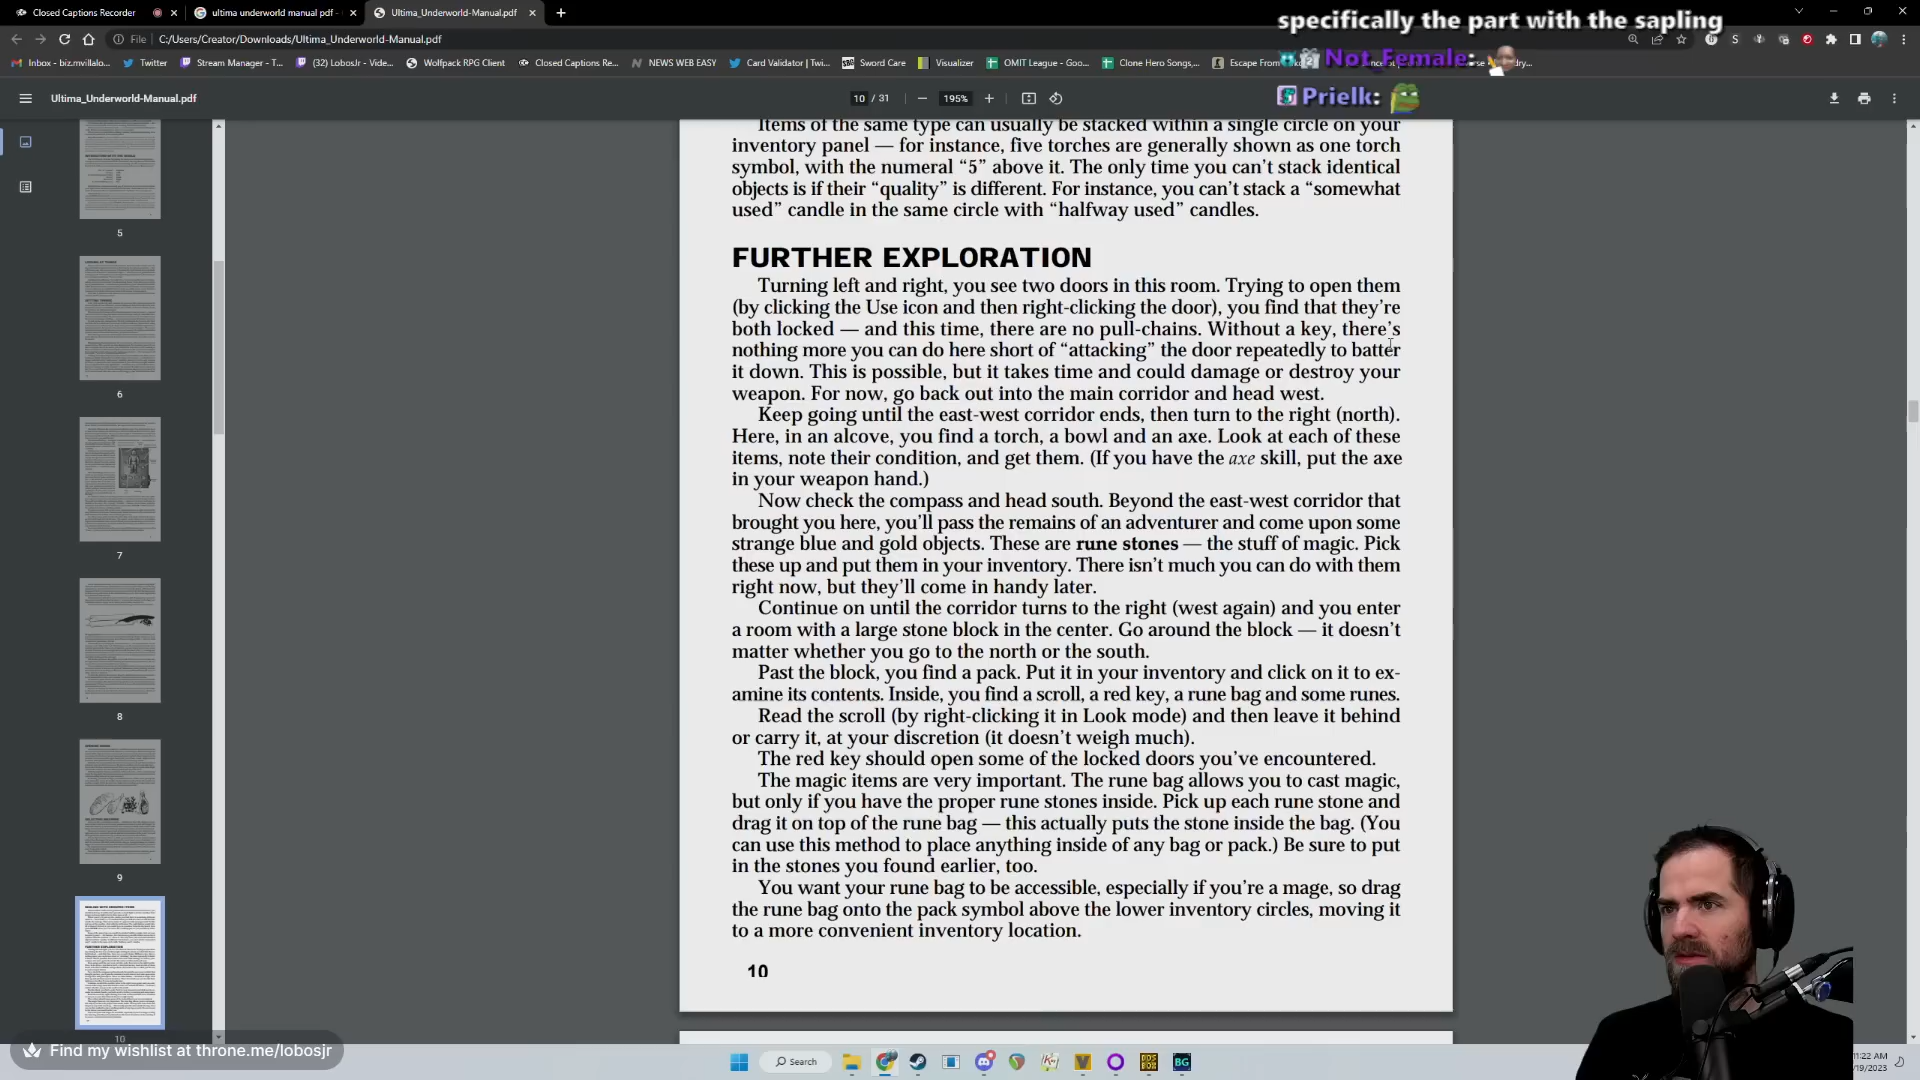 Closed Captions Recorder
ultima underworld manual pdf -
Ultima_Underworld-Manual.pdf
specifically the part with the sapling
File
C:/Users/Creator/Downloads/Ultima_Underworld-Manual.pdf
Inbox - biz.mvillalo...
Twitter
Stream Manager - T...
(32) LobosJr - Vide...
Wolfpack RPG Client
Closed Captions Re...
NEWS WEB EASY
Card Validator | Twi...
Sword Care
Visualizer
OMIT League - Goo...
Clone Hero Songs,...
Escape From
Not_Female:
Ultima_Underworld-Manual.pdf
10 / 31
195%
Prielk:
Items of the same type can usually be stacked within a single circle on your
inventory panel — for instance, five torches are generally shown as one torch
symbol, with the numeral “5” above it. The only time you can’t stack identical
objects is if their “quality” is different. For instance, you can’t stack a “somewhat
used” candle in the same circle with “halfway used” candles.
FURTHER EXPLORATION
Turning left and right, you see two doors in this room. Trying to open them
(by clicking the Use icon and then right-clicking the door), you find that they’re
both locked — and this time, there are no pull-chains. Without a key, there’s
nothing more you can do here short of “attacking” the door repeatedly to batter
it down. This is possible, but it takes time and could damage or destroy your
weapon. For now, go back out into the main corridor and head west.
Keep going until the east-west corridor ends, then turn to the right (north).
Here, in an alcove, you find a torch, a bowl and an axe. Look at each of these
items, note their condition, and get them. (If you have the axe skill, put the axe
in your weapon hand.)
Now check the compass and head south. Beyond the east-west corridor that
brought you here, you’ll pass the remains of an adventurer and come upon some
strange blue and gold objects. These are rune stones — the stuff of magic. Pick
these up and put them in your inventory. There isn’t much you can do with them
right now, but they’ll come in handy later.
Continue on until the corridor turns to the right (west again) and you enter
a room with a large stone block in the center. Go around the block — it doesn’t
matter whether you go to the north or the south.
Past the block, you find a pack. Put it in your inventory and click on it to ex-
amine its contents. Inside, you find a scroll, a red key, a rune bag and some runes.
Read the scroll (by right-clicking it in Look mode) and then leave it behind
or carry it, at your discretion (it doesn’t weigh much).
The red key should open some of the locked doors you’ve encountered.
The magic items are very important. The rune bag allows you to cast magic,
but only if you have the proper rune stones inside. Pick up each rune stone and
drag it on top of the rune bag — this actually puts the stone inside the bag. (You
can use this method to place anything inside of any bag or pack.) Be sure to put
in the stones you found earlier, too.
You want your rune bag to be accessible, especially if you’re a mage, so drag
the rune bag onto the pack symbol above the lower inventory circles, moving it
to a more convenient inventory location.
10
5
6
7
8
9
10
Find my wishlist at throne.me/lobosjr
Search
11:22 AM
/19/2023